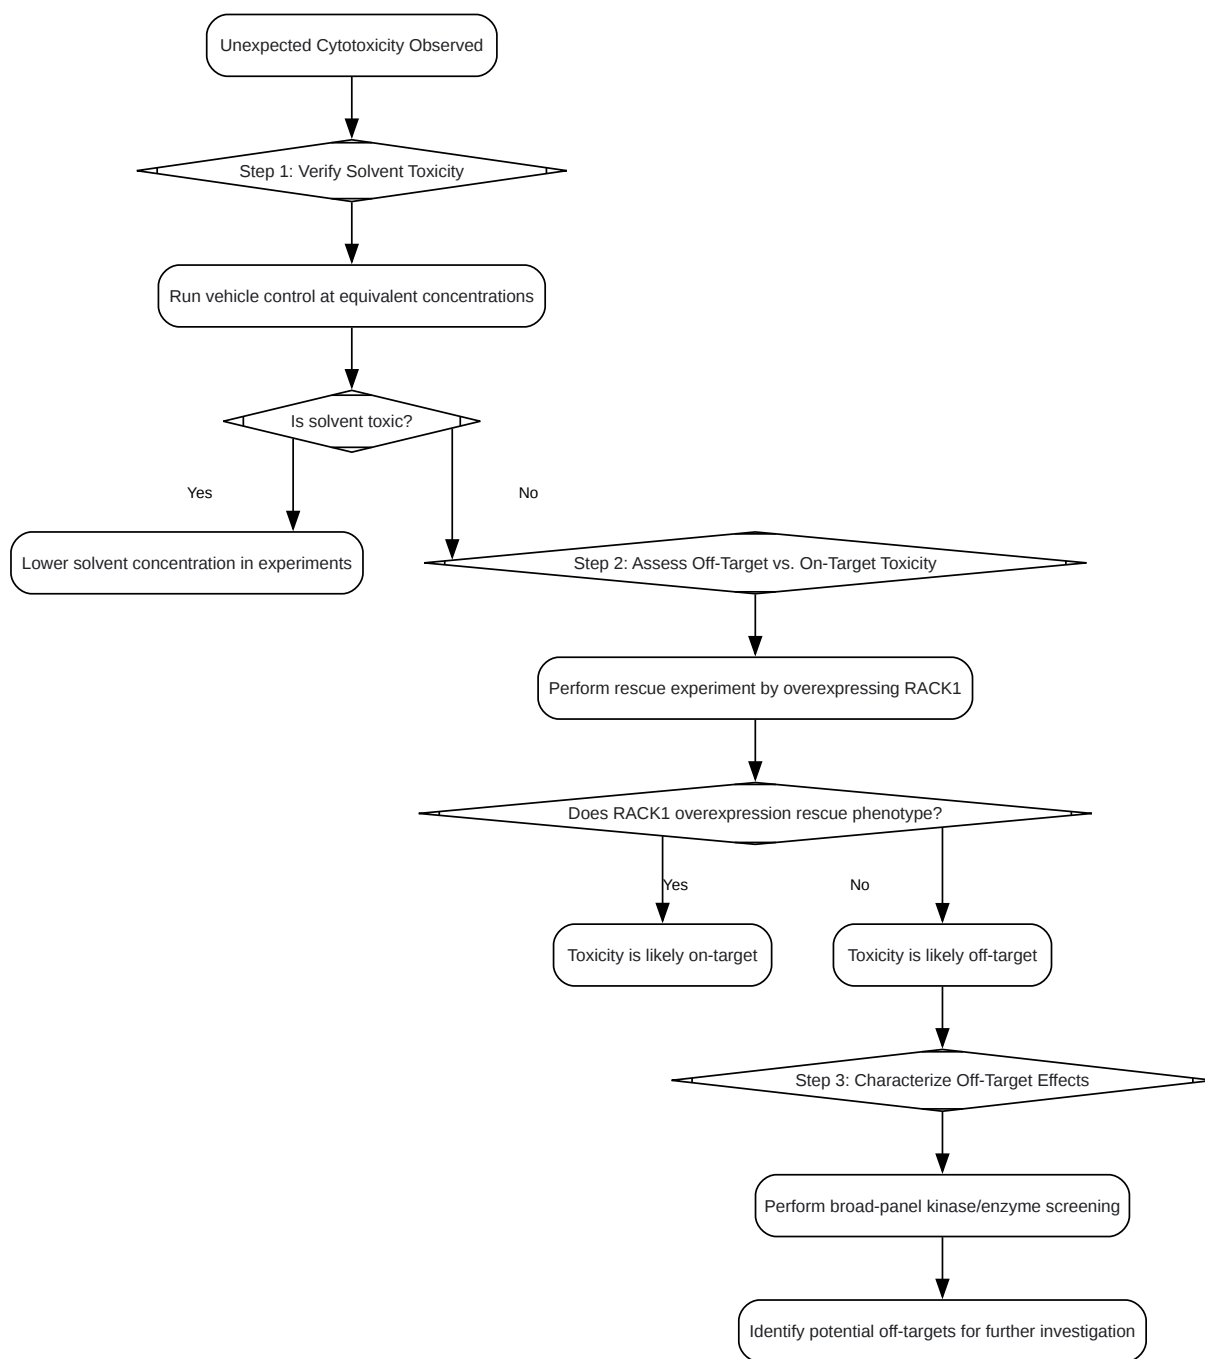 Unexpected Cytotoxicity Observed
Step 1: Verify Solvent Toxicity
Run vehicle control at equivalent concentrations
Is solvent toxic?
Yes
No
Lower solvent concentration in experiments
Step 2: Assess Off-Target vs. On-Target Toxicity
Perform rescue experiment by overexpressing RACK1
Does RACK1 overexpression rescue phenotype?
Yes
No
Toxicity is likely on-target
Toxicity is likely off-target
Step 3: Characterize Off-Target Effects
Perform broad-panel kinase/enzyme screening
Identify potential off-targets for further investigation